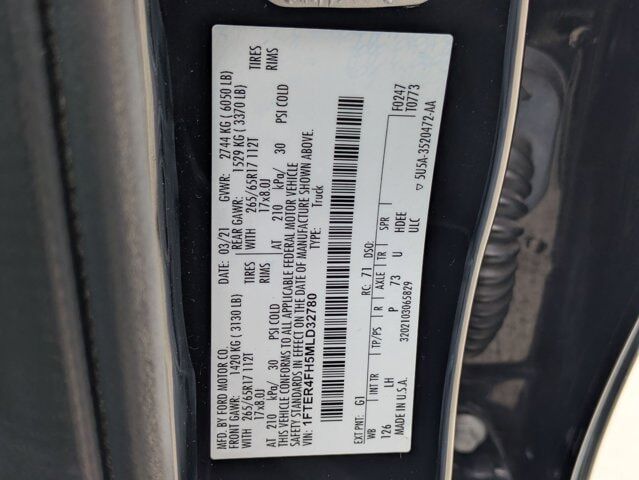 MFD. BY FORD MOTOR CO. DATE: 03/21 GVWR: 2744 KG ( 6050 LB)
FRONT GAWR: 1420 KG ( 3130 LB) REAR GAWR: 1529 KG ( 3370 LB)
WITH 265/65R17 112T TIRES WITH 265/65R17 112T TIRES
17x8.0J RIMS 17x8.0J RIMS
AT 210 kPa/ 30 PSI COLD AT 210 kPa/ 30 PSI COLD
THIS VEHICLE CONFORMS TO ALL APPLICABLE FEDERAL MOTOR VEHICLE
SAFETY STANDARDS IN EFFECT ON THE DATE OF MANUFACTURE SHOWN ABOVE.
VIN: 1FTER4FH5MLD32780 TYPE: Truck
F0247
T0773
EXT PNT: G1 RC: 71 DSO:
WB INT TR TP/PS R AXLE TR SPR
126 LH P 73 U HDEE
ULC
MADE IN U.S.A. 3202103065829 ▽ 5U5A-3520472-AA